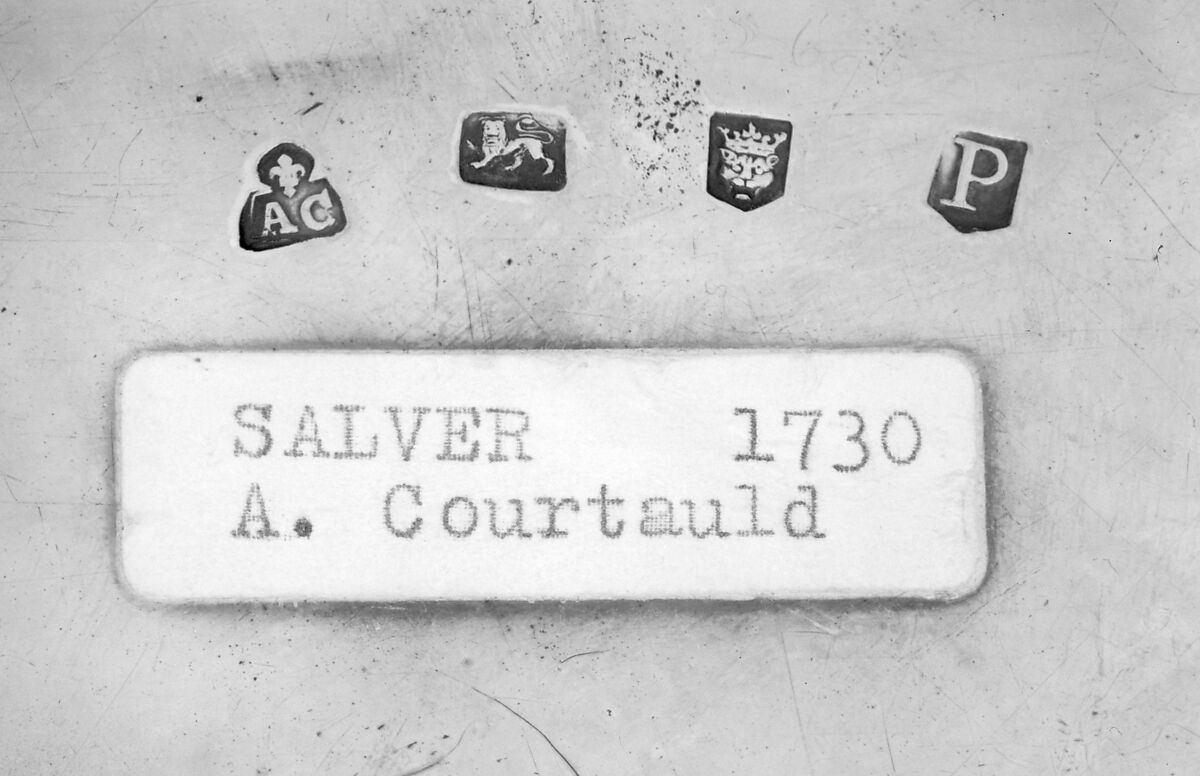 AC
P
SALVER 1730
A. Courtauld